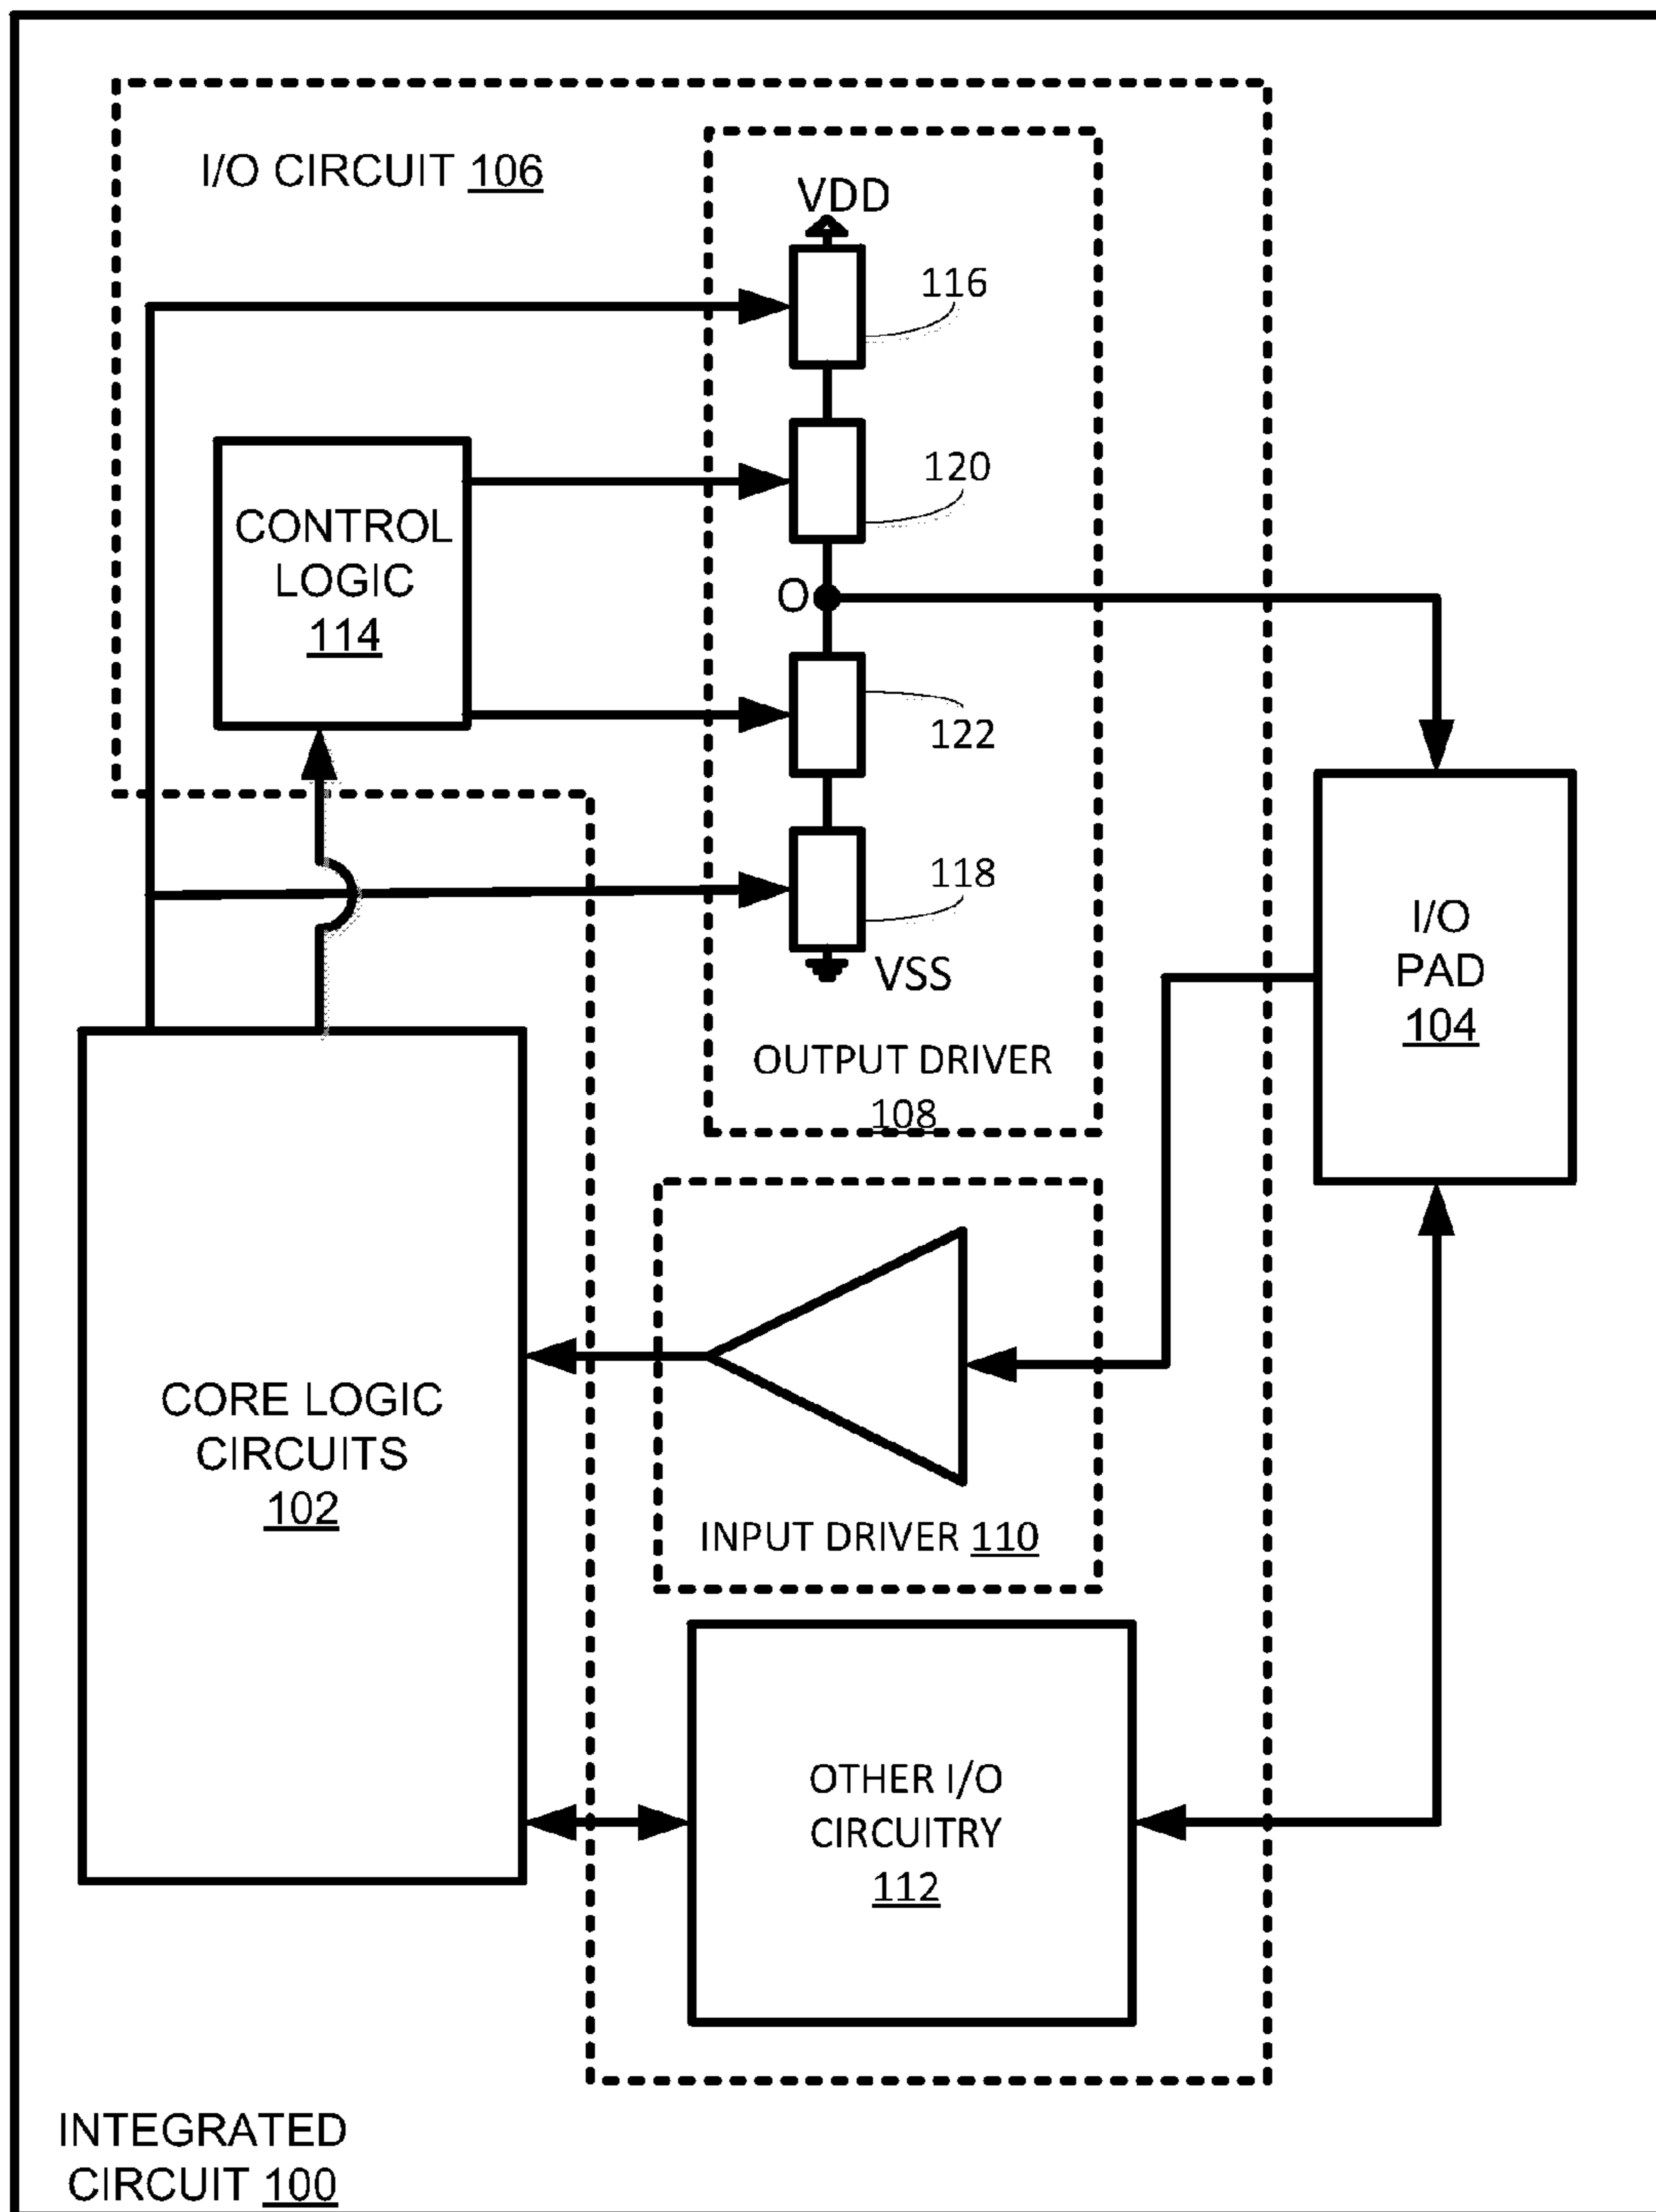 I/O CIRCUIT 106
VDD
116
120
CONTROL
LOGIC
114
O
122
118
VSS
I/O
PAD
104
OUTPUT DRIVER
108
CORE LOGIC
CIRCUITS
102
INPUT DRIVER 110
OTHER I/O
CIRCUITRY
112
INTEGRATED
CIRCUIT 100